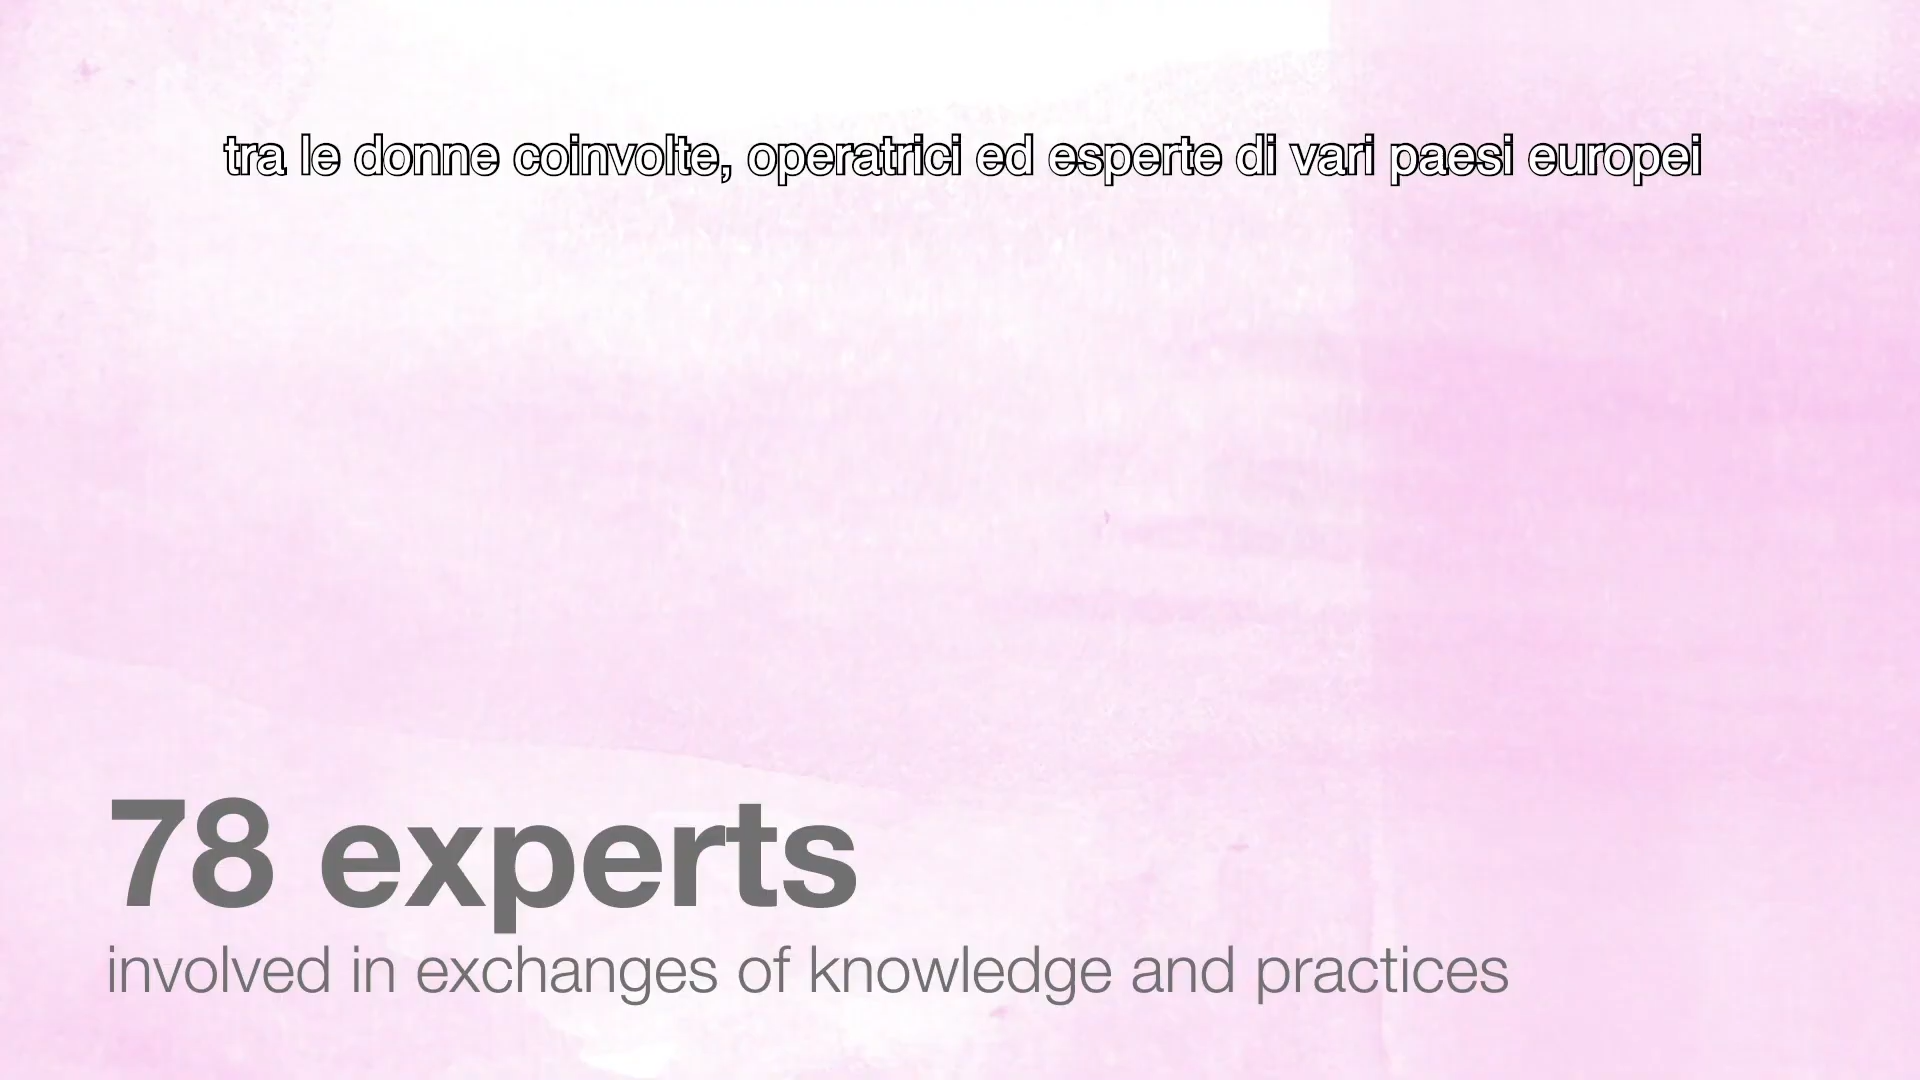 tra le donne coinvolte, operatrici ed esperte di vari paesi europei
78 experts
involved in exchanges of knowledge and practices